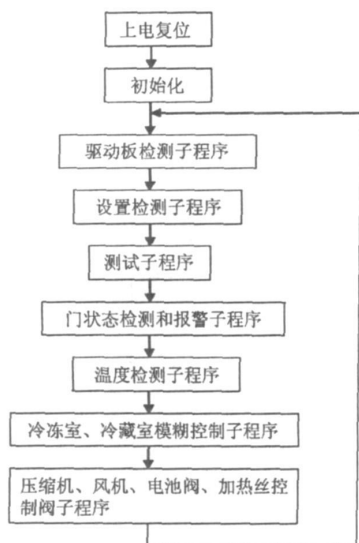 上电复位
初始化
驱动板检测子程序
设置检测子程序
测试子程序
门状态检测和报警子程序
温度检测子程序
冷冻室、冷藏室模糊控制子程序
压缩机、风机、电池阀、加热丝控
制阀子程序